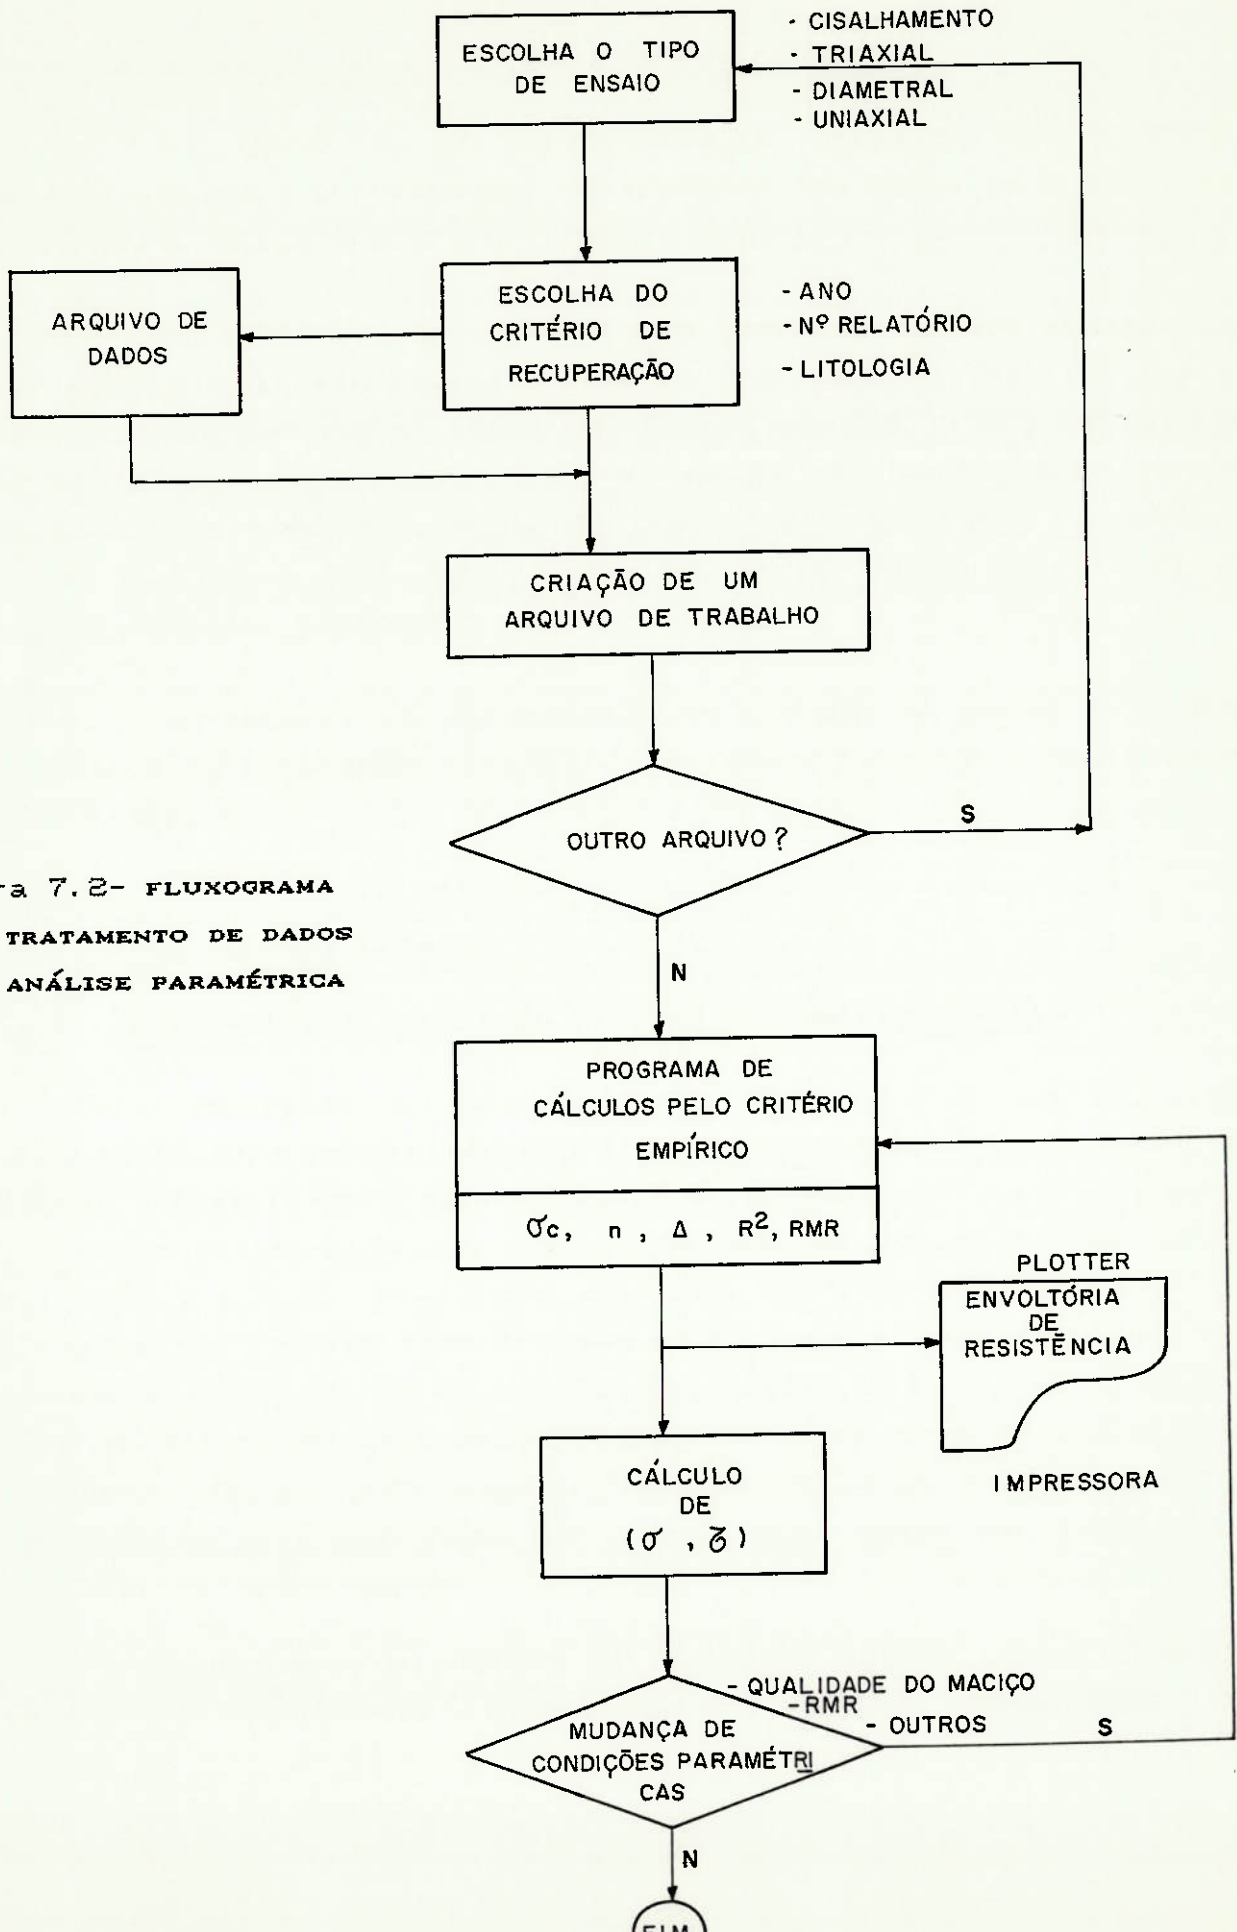 ESCOLHA O TIPO
DE ENSAIO
- CISALHAMENTO
- TRIAXIAL
- DIAMETRAL
- UNIAXIAL
ARQUIVO DE
DADOS
ESCOLHA DO
CRITÉRIO DE
RECUPERAÇÃO
- ANO
- Nº RELATÓRIO
- LITOLOGIA
CRIAÇÃO DE UM
ARQUIVO DE TRABALHO
OUTRO ARQUIVO?
S
N
ra 7.2- FLUXOGRAMA
TRATAMENTO DE DADOS
ANÁLISE PARAMÉTRICA
PROGRAMA DE
CÁLCULOS PELO CRITÉRIO
EMPÍRICO
σc, n, Δ, R², RMR
PLOTTER
ENVOLTÓRIA
DE
RESISTÊNCIA
IMPRESSORA
CÁLCULO
DE
(σ, )
- QUALIDADE DO MACIÇO
-RMR
- OUTROS
S
MUDANÇA DE
CONDIÇÕES PARAMÉTRI
CAS
N
FIM